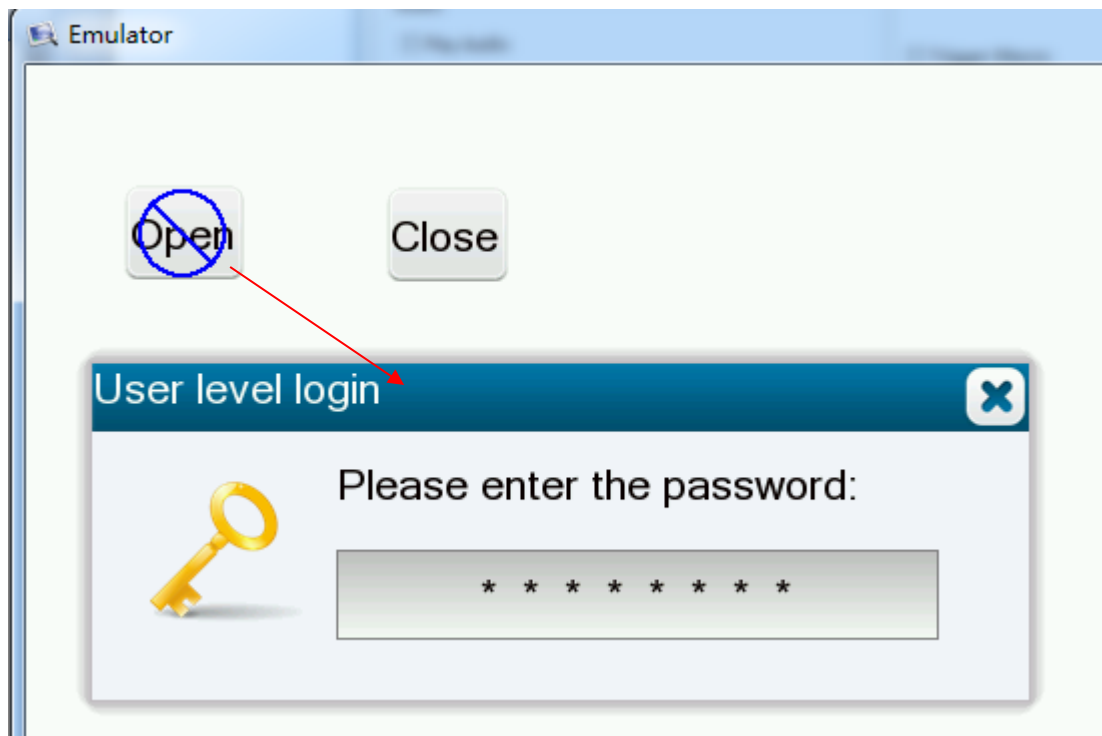 Emulator
Open
Close
User level login
Please enter the password:
* * * * * * * *